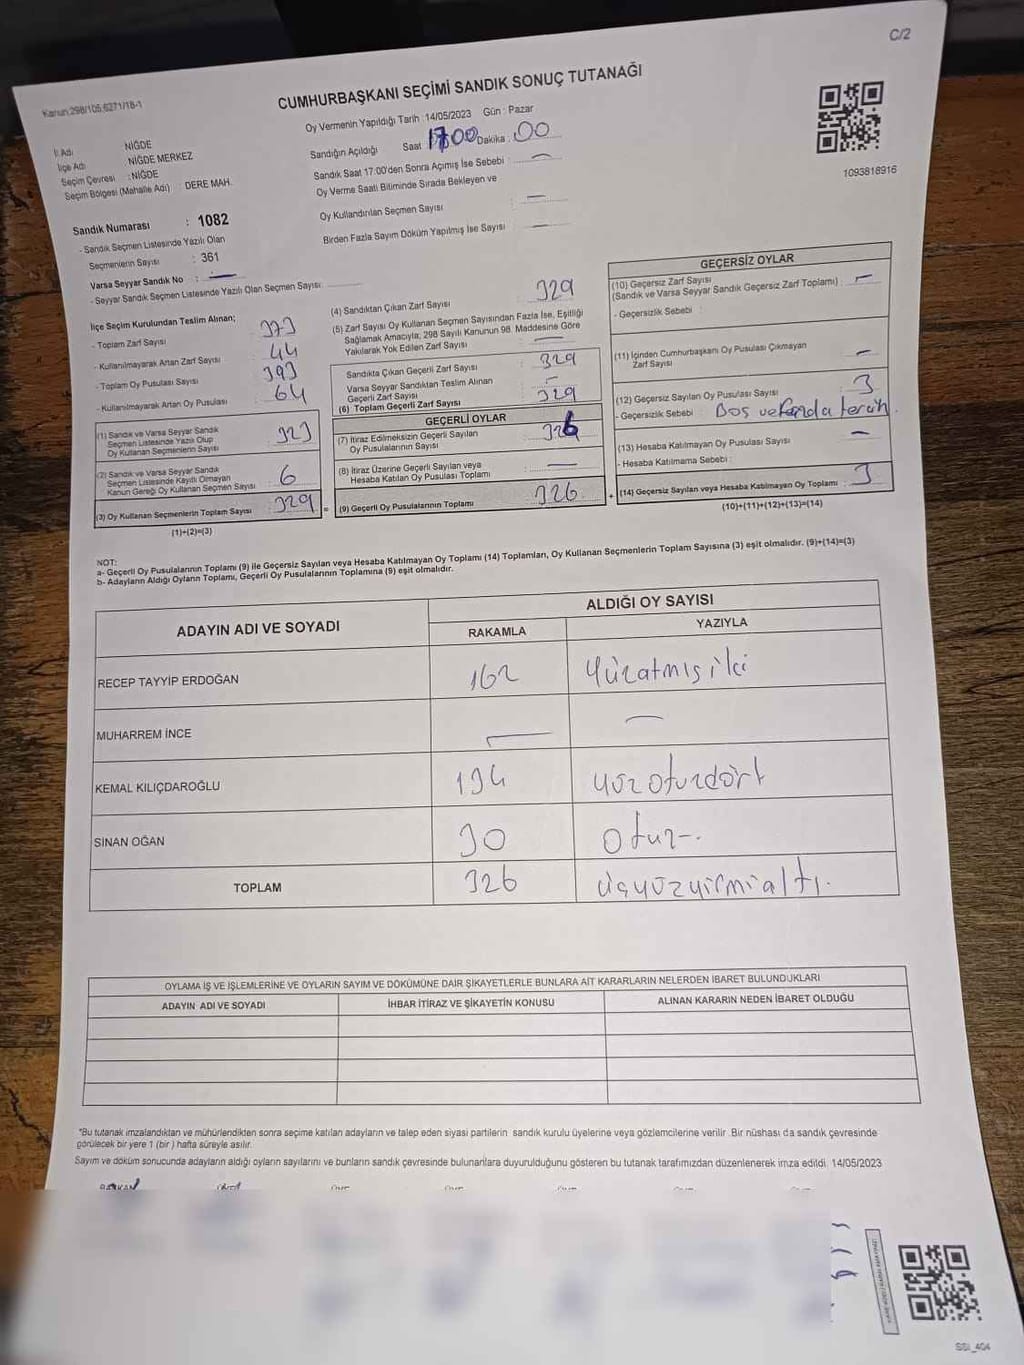 C/2
Kanun:298/105,6271/18-1
CUMHURBAŞKANI SEÇİMİ SANDIK SONUÇ TUTANAĞI
Oy Vermenin Yapıldığı Tarih :14/05/2023 Gün : Pazar
İl Adı NİĞDE
İlçe Adı NİĞDE MERKEZ
Seçim Çevresi :NİĞDE
Seçim Bölgesi (Mahalle Adı) DERE MAH.
Sandığın Açıldığı Saat 17:00 Dakika : 00
Sandık Saat 17:00'den Sonra Açımış İse Sebebi : —
Oy Verme Saati Bitiminde Sırada Bekleyen ve
Oy Kullandırılan Seçmen Sayısı : —
Birden Fazla Sayım Döküm Yapılmış İse Sayısı : —
1093818916
Sandık Numarası : 1082
- Sandık Seçmen Listesinde Yazılı Olan
Seçmenlerin Sayısı : 361
Varsa Seyyar Sandık No : —
- Seyyar Sandık Seçmen Listesinde Yazılı Olan Seçmen Sayısı:
İlçe Seçim Kurulundan Teslim Alınan;
- Toplam Zarf Sayısı : 373
- Kullanılmayarak Artan Zarf Sayısı : 44
- Toplam Oy Pusulası Sayısı : 393
- Kullanılmayarak Artan Oy Pusulası : 64
(1) Sandık ve Varsa Seyyar Sandık
Seçmen Listesinde Yazılı Olup
Oy Kullanan Seçmenlerin Sayısı : 323
(2) Sandık ve Varsa Seyyar Sandık
Seçmen Listesinde Kayıtlı Olmayan
Kanun Gereği Oy Kullanan Seçmen Sayısı : 6
(3) Oy Kullanan Seçmenlerin Toplam Sayısı : 329
(1)+(2)=(3)
(4) Sandıktan Çıkan Zarf Sayısı : 329
(5) Zarf Sayısı Oy Kullanan Seçmen Sayısından Fazla İse, Eşitliği
Sağlamak Amacıyla, 298 Sayılı Kanunun 98. Maddesine Göre
Yakılarak Yok Edilen Zarf Sayısı : —
Sandıkta Çıkan Geçerli Zarf Sayısı : 329
Varsa Seyyar Sandıktan Teslim Alınan
Geçerli Zarf Sayısı : —
(6) Toplam Geçerli Zarf Sayısı : 329
GEÇERLİ OYLAR
(7) İtiraz Edilmeksizin Geçerli Sayılan
Oy Pusulalarının Sayısı : 326
(8) İtiraz Üzerine Geçerli Sayılan veya
Hesaba Katılan Oy Pusulası Toplamı : —
(9) Geçerli Oy Pusulalarının Toplamı : 326
GEÇERSİZ OYLAR
(10) Geçersiz Zarf Sayısı
(Sandık ve Varsa Seyyar Sandık Geçersiz Zarf Toplamı) : —
- Geçersizlik Sebebi :
(11) İçinden Cumhurbaşkanı Oy Pusulası Çıkmayan
Zarf Sayısı : —
(12) Geçersiz Sayılan Oy Pusulası Sayısı : 3
- Geçersizlik Sebebi : Boş ve fazla tercih
(13) Hesaba Katılmayan Oy Pusulası Sayısı : —
- Hesaba Katılmama Sebebi :
(14) Geçersiz Sayılan veya Hesaba Katılmayan Oy Toplamı : 3
(10)+(11)+(12)+(13)=(14)
NOT:
a- Geçerli Oy Pusulalarının Toplamı (9) ile Geçersiz Sayılan veya Hesaba Katılmayan Oy Toplamı (14) Toplamları, Oy Kullanan Seçmenlerin Toplam Sayısına (3) eşit olmalıdır. (9)+(14)=(3)
b- Adayların Aldığı Oyların Toplamı, Geçerli Oy Pusulalarının Toplamına (9) eşit olmalıdır.
ADAYIN ADI VE SOYADI ALDIĞI OY SAYISI
RAKAMLA YAZIYLA
RECEP TAYYİP ERDOĞAN 162 Yüzatmışiki
MUHARREM İNCE — —
KEMAL KILIÇDAROĞLU 134 yüzotuzdört
SİNAN OĞAN 30 Otuz-.
TOPLAM 326 üçyüzyirmialtı.
OYLAMA İŞ VE İŞLEMLERİNE VE OYLARIN SAYIM VE DÖKÜMÜNE DAİR ŞİKAYETLERLE BUNLARA AİT KARARLARIN NELERDEN İBARET BULUNDUKLARI
ADAYIN ADI VE SOYADI İHBAR İTİRAZ VE ŞİKAYETİN KONUSU ALINAN KARARIN NEDEN İBARET OLDUĞU
"Bu tutanak imzalandıktan ve mühürlendikten sonra seçime katılan adayların ve talep eden siyasi partilerin sandık kurulu üyelerine veya gözlemcilerine verilir .Bir nüshası da sandık çevresinde
görülecek bir yere 1 (bir ) hafta süreyle asılır.
Sayım ve döküm sonucunda adayların aldığı oyların sayılarını ve bunların sandık çevresinde bulunanlara duyurulduğunu gösteren bu tutanak tarafımızdan düzenlenerek imza edildi. 14/05/2023
SSI_404